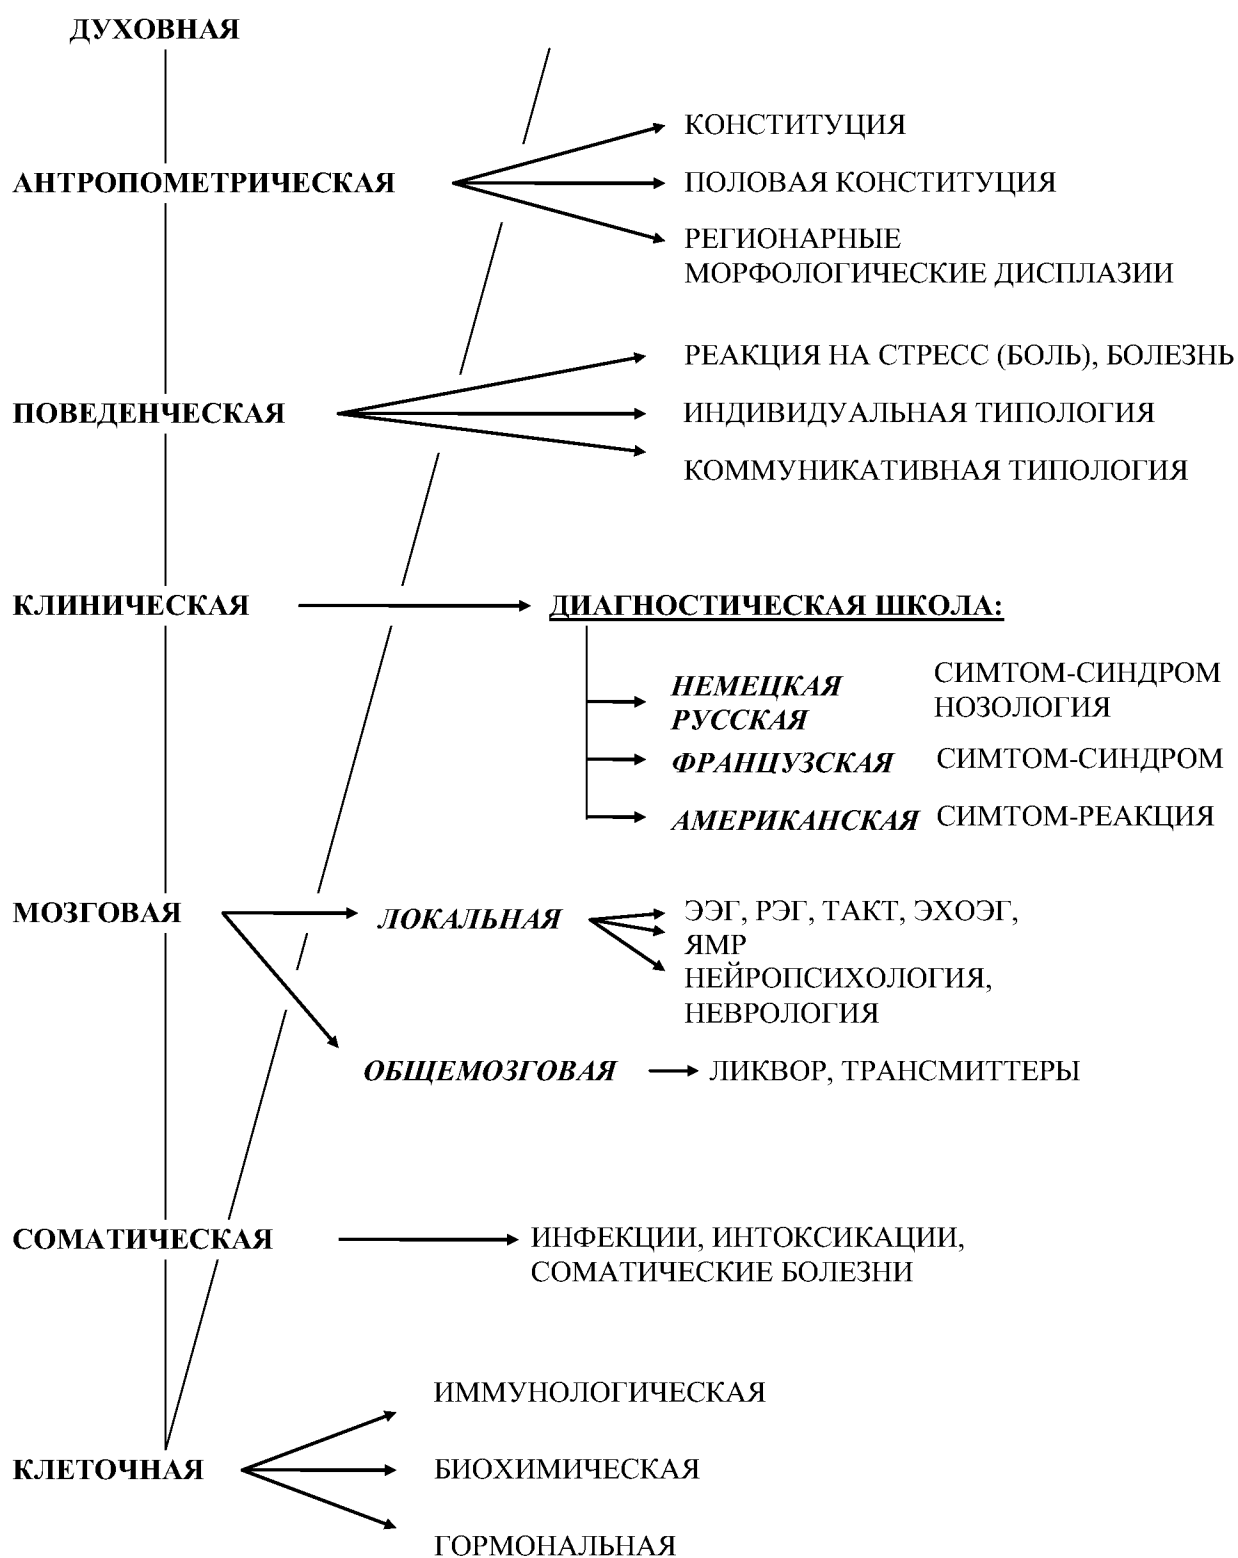 ДУХОВНАЯ
АНТРОПОМЕТРИЧЕСКАЯ
КОНСТИТУЦИЯ
ПОЛОВАЯ КОНСТИТУЦИЯ
РЕГИОНАРНЫЕ
МОРФОЛОГИЧЕСКИЕ ДИСПЛАЗИИ
ПОВЕДЕНЧЕСКАЯ
РЕАКЦИЯ НА СТРЕСС (БОЛЬ), БОЛЕЗНЬ
ИНДИВИДУАЛЬНАЯ ТИПОЛОГИЯ
КОММУНИКАТИВНАЯ ТИПОЛОГИЯ
КЛИНИЧЕСКАЯ
ДИАГНОСТИЧЕСКАЯ ШКОЛА:
НЕМЕЦКАЯ
РУССКАЯ
СИМТОМ-СИНДРОМ
НОЗОЛОГИЯ
ФРАНЦУЗСКАЯ СИМТОМ-СИНДРОМ
АМЕРИКАНСКАЯ СИМТОМ-РЕАКЦИЯ
МОЗГОВАЯ
ЛОКАЛЬНАЯ
ЭЭГ, РЭГ, ТАКТ, ЭХОЭГ,
ЯМР
НЕЙРОПСИХОЛОГИЯ,
НЕВРОЛОГИЯ
ОБЩЕМОЗГОВАЯ
ЛИКВОР, ТРАНСМИТТЕРЫ
СОМАТИЧЕСКАЯ
ИНФЕКЦИИ, ИНТОКСИКАЦИИ,
СОМАТИЧЕСКИЕ БОЛЕЗНИ
КЛЕТОЧНАЯ
ИММУНОЛОГИЧЕСКАЯ
БИОХИМИЧЕСКАЯ
ГОРМОНАЛЬНАЯ